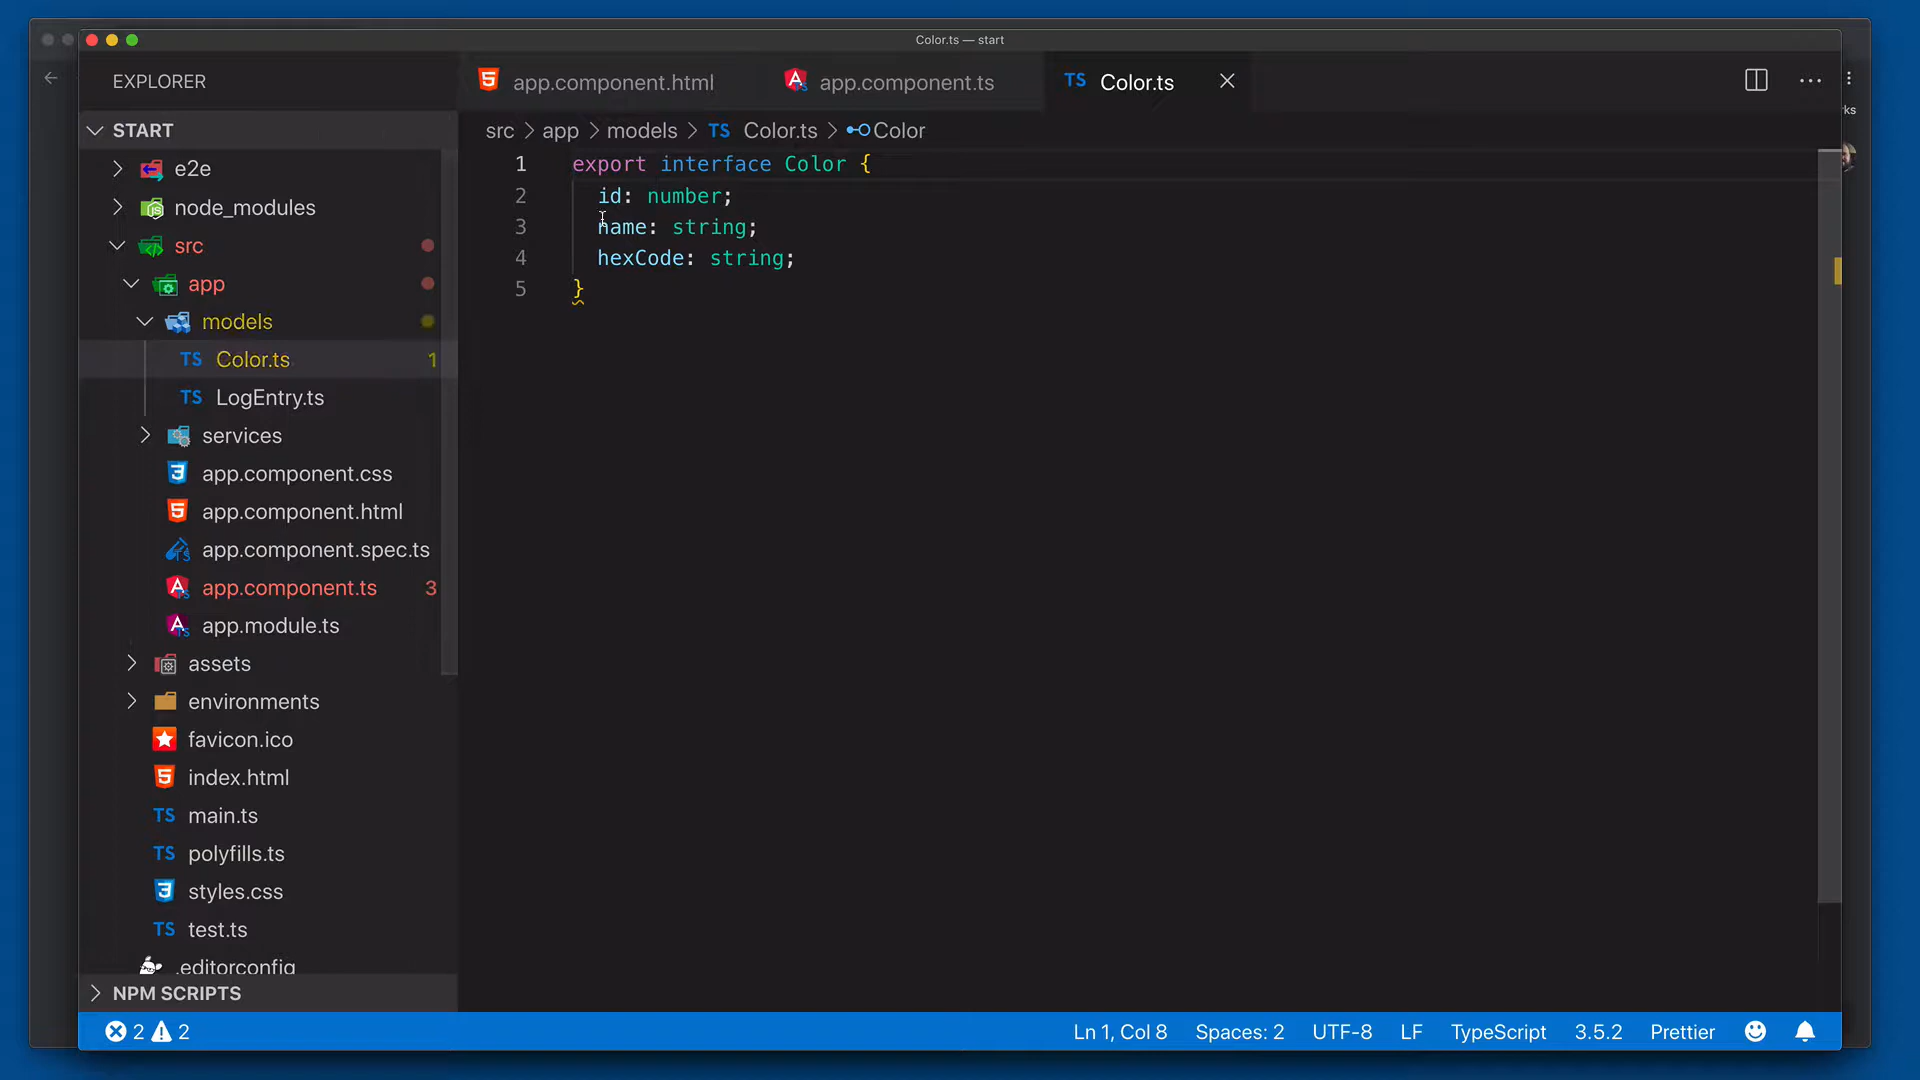 Color.ts — start
EXPLORER
app.component.html
app.component.ts
TS Color.ts
START
src > app > models > TS Color.ts > Color
ks
e2e
node_modules
src
app
models
TS Color.ts 1
TS LogEntry.ts
services
app.component.css
app.component.html
app.component.spec.ts
app.component.ts 3
app.module.ts
assets
environments
favicon.ico
index.html
TS main.ts
TS polyfills.ts
styles.css
TS test.ts
.editorconfig
NPM SCRIPTS
1 export interface Color {
2 id: number;
3 name: string;
4 hexCode: string;
5 }
2 2
Ln 1, Col 8
Spaces: 2
UTF-8
LF
TypeScript
3.5.2
Prettier